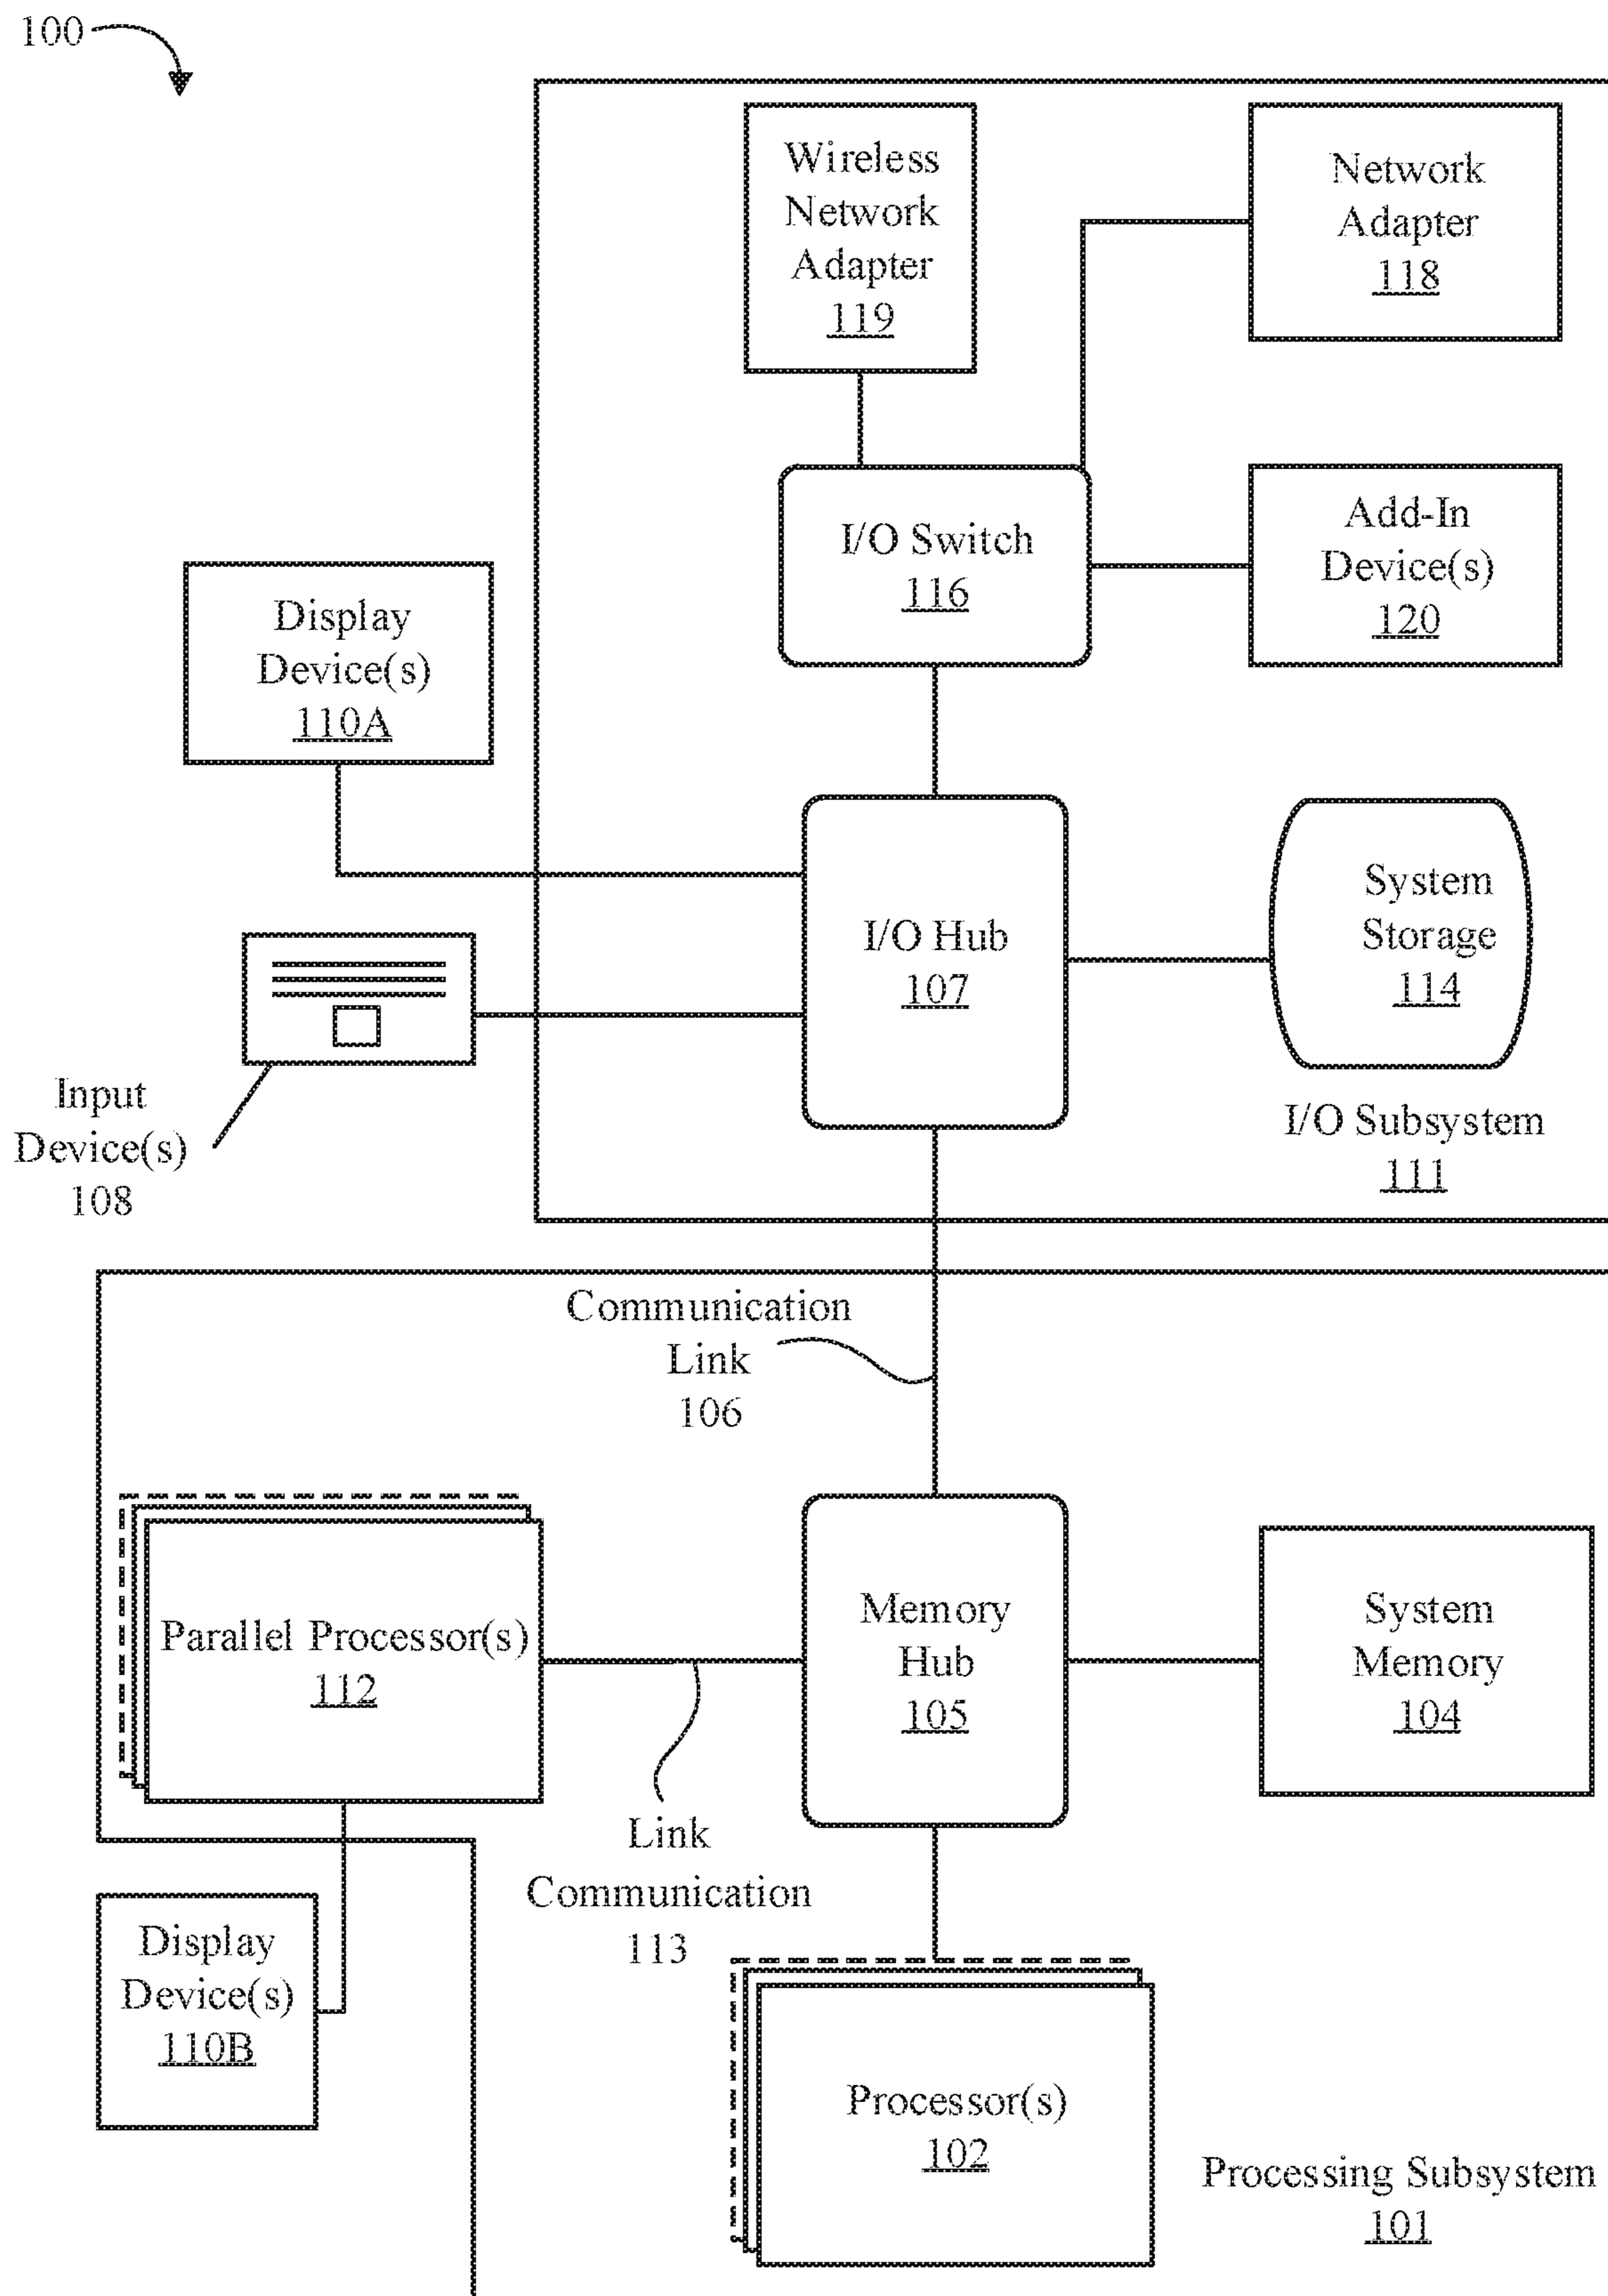 100
Wireless
Network
Adapter
119
Network
Adapter
118
I/O Switch
116
Add-In
Device(s)
120
Display
Device(s)
110A
I/O Hub
107
System
Storage
114
Input
Device(s)
108
I/O Subsystem
111
Communication
Link
106
Parallel Processor(s)
112
Memory
Hub
105
System
Memory
104
Link
Communication
113
Display
Device(s)
110B
Processor(s)
102
Processing Subsystem
101